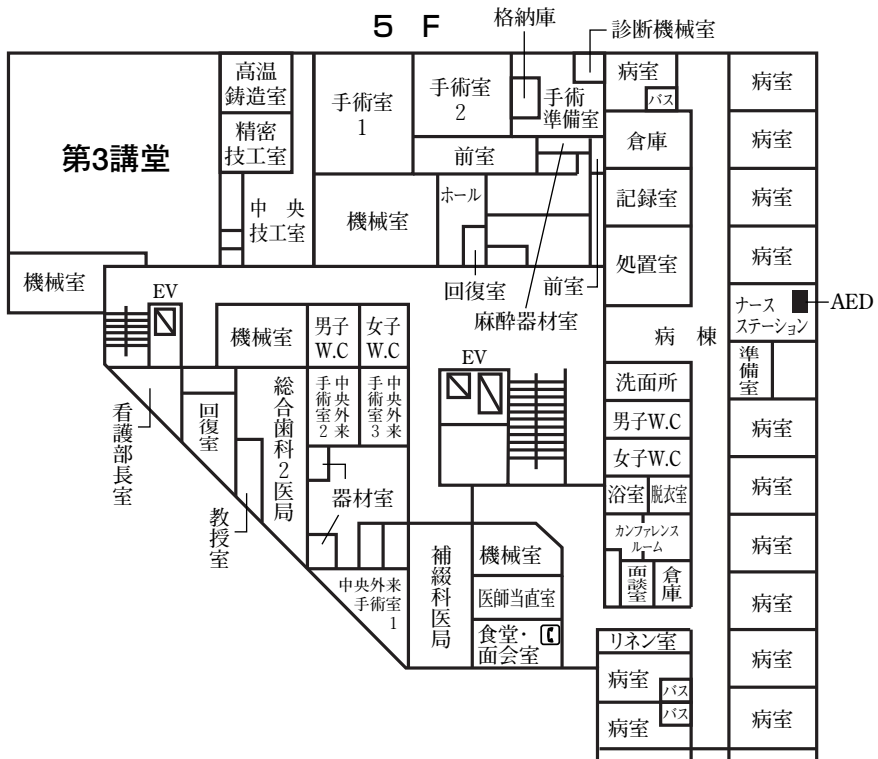 5 F
格納庫
診断機械室
高温
鋳造室
手術室
1
手術室
2
手術
準備室
病室
バス
病室
第3講堂
精密
技工室
前室
倉庫
病室
中 央
技工室
機械室
ホール
記録室
病室
機械室
回復室
麻酔器材室
前室
処置室
病室
EV
機械室
男子
W.C
女子
W.C
EV
病 棟
ナース
ステーション
AED
準備室
看護部長室
回復室
総合歯科2医局
中央外来
手術室2
中央外来
手術室3
洗面所
男子W.C
病室
女子W.C
教授室
器材室
浴室
脱衣室
病室
補綴科医局
機械室
カンファレンス
ルーム
病室
中央外来
手術室
1
医師当直室
面談室
倉庫
病室
食堂・
面会室
リネン室
病室
病室
バス
病室
バス
病室